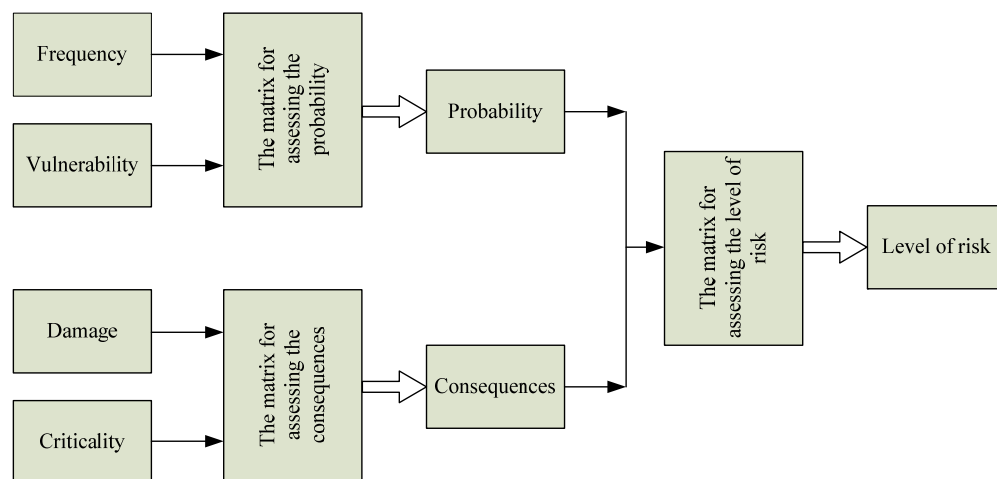 Frequency
Vulnerability
The matrix for
assessing the
probability
Probability
Damage
Criticality
The matrix for
assessing the
consequences
Consequences
The matrix for
assessing the level of
risk
Level of risk